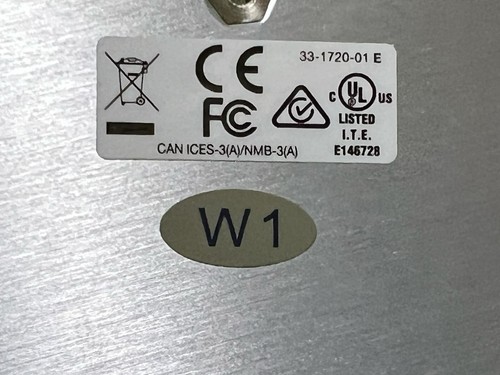 CE
33-1720-01 E
FC
C UL US
LISTED
I.T.E.
E146728
CAN ICES-3(A)/NMB-3(A)
W1